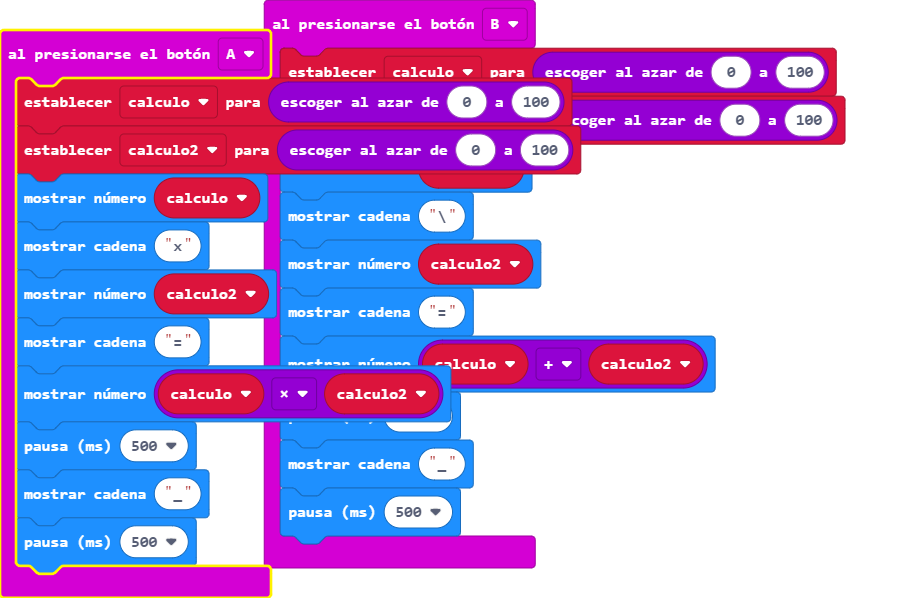 al presionarse el botón B
establecer calculo para escoger al azar de 0 a 100
coger al azar de 0 a 100
"\"
mostrar cadena "\"
mostrar número calculo2
mostrar cadena "="
mostrar número calculo + calculo2
mostrar cadena "_"
pausa (ms) 500
al presionarse el botón A
establecer calculo para escoger al azar de 0 a 100
establecer calculo2 para escoger al azar de 0 a 100
mostrar número calculo
mostrar cadena "x"
mostrar número calculo2
mostrar cadena "="
mostrar número calculo × calculo2
pausa (ms) 500
mostrar cadena "_"
pausa (ms) 500